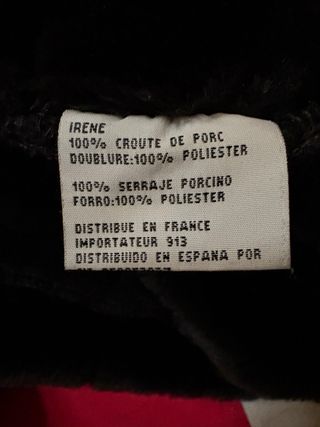 IRENE
100% CROUTE DE PORC
DOUBLURE:100% POLIESTER
100% SERRAJE PORCINO
FORRO:100% POLIESTER
DISTRIBUE EN FRANCE
IMPORTATEUR 913
DISTRIBUIDO EN ESPANA POR